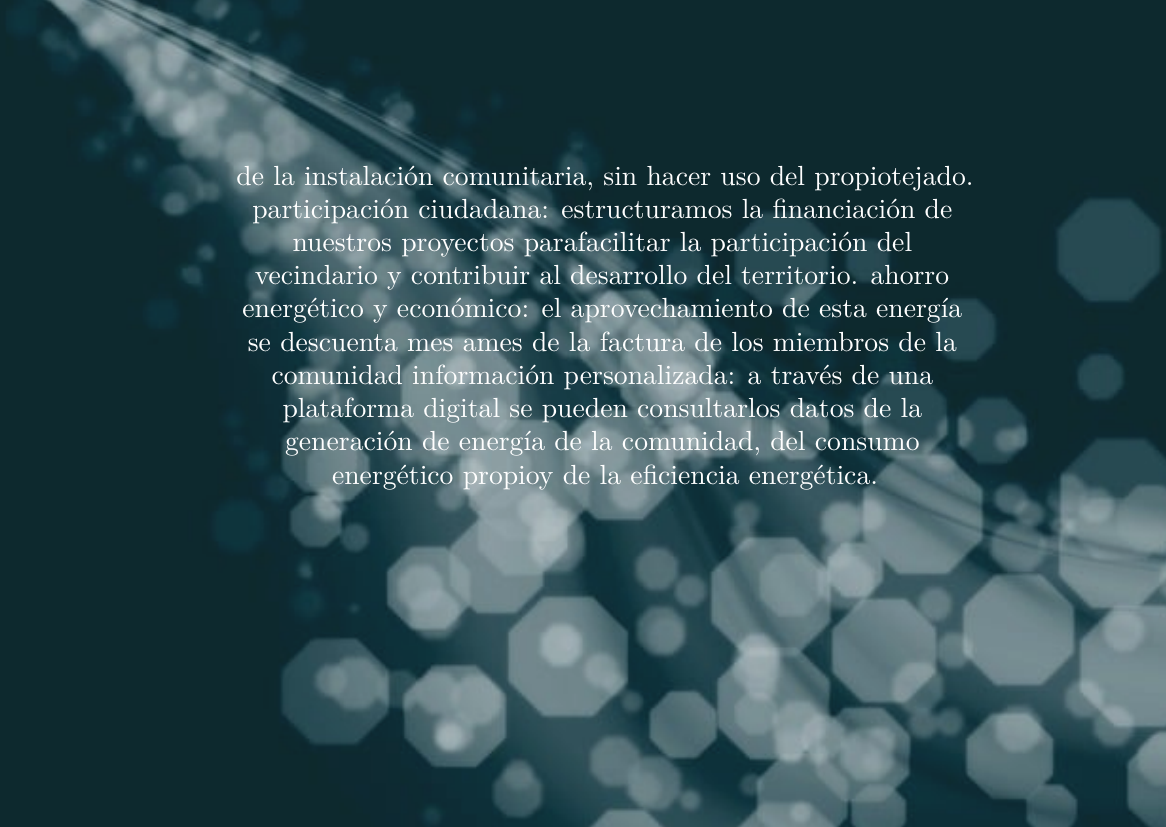 de la instalación comunitaria, sin hacer uso del propiotejado.
participación ciudadana: estructuramos la financiación de
nuestros proyectos parafacilitar la participación del
vecindario y contribuir al desarrollo del territorio. ahorro
energético y económico: el aprovechamiento de esta energía
se descuenta mes ames de la factura de los miembros de la
comunidad información personalizada: a través de una
plataforma digital se pueden consultarlos datos de la
generación de energía de la comunidad, del consumo
energético propioy de la eficiencia energética.